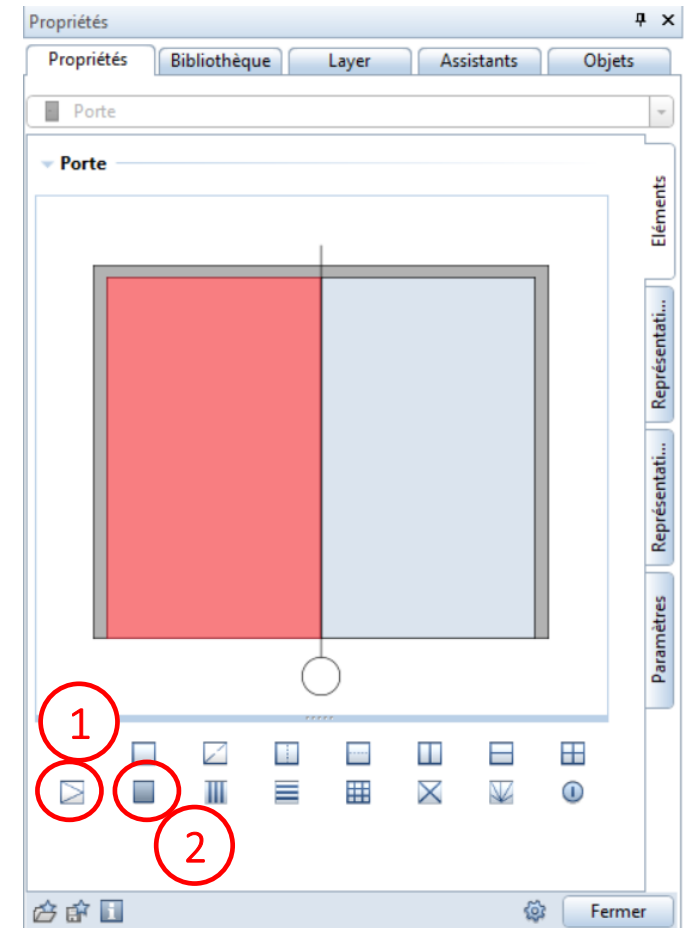 Propriétés
Propriétés Bibliothèque Layer Assistants Objets
Porte
Porte
Eléments
Représentati...
Représentati...
Paramètres
1
2
Fermer